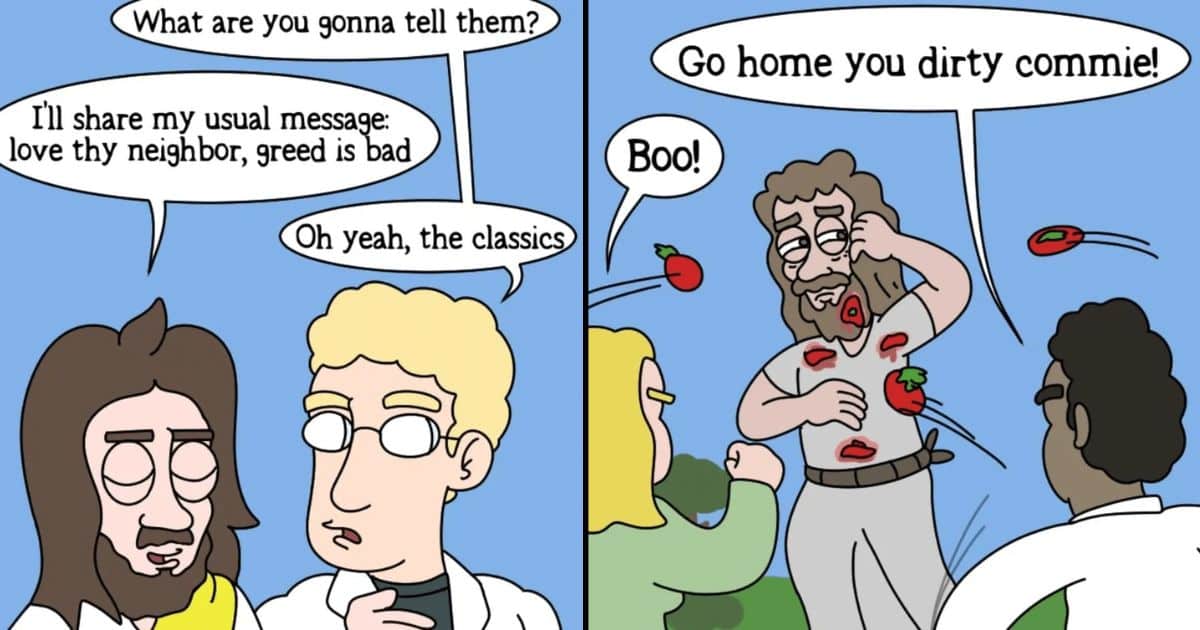 What are you gonna tell them?
I'll share my usual message:
love thy neighbor, greed is bad
Oh yeah, the classics
Go home you dirty commie!
Boo!